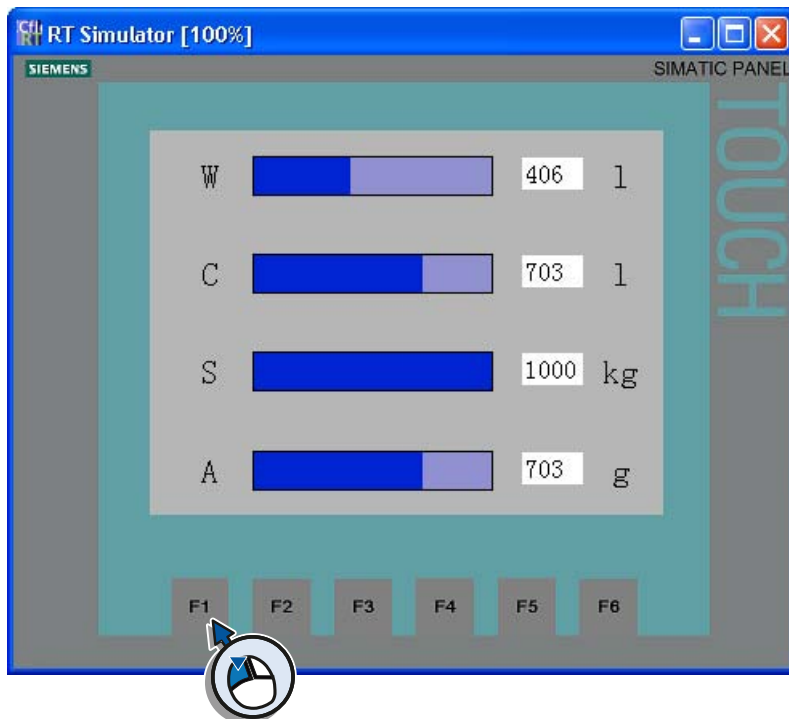 RT Simulator [100%]
SIEMENS
SIMATIC PANEL
TOUCH
W 406 l
C 703 l
S 1000 kg
A 703 g
F1 F2 F3 F4 F5 F6